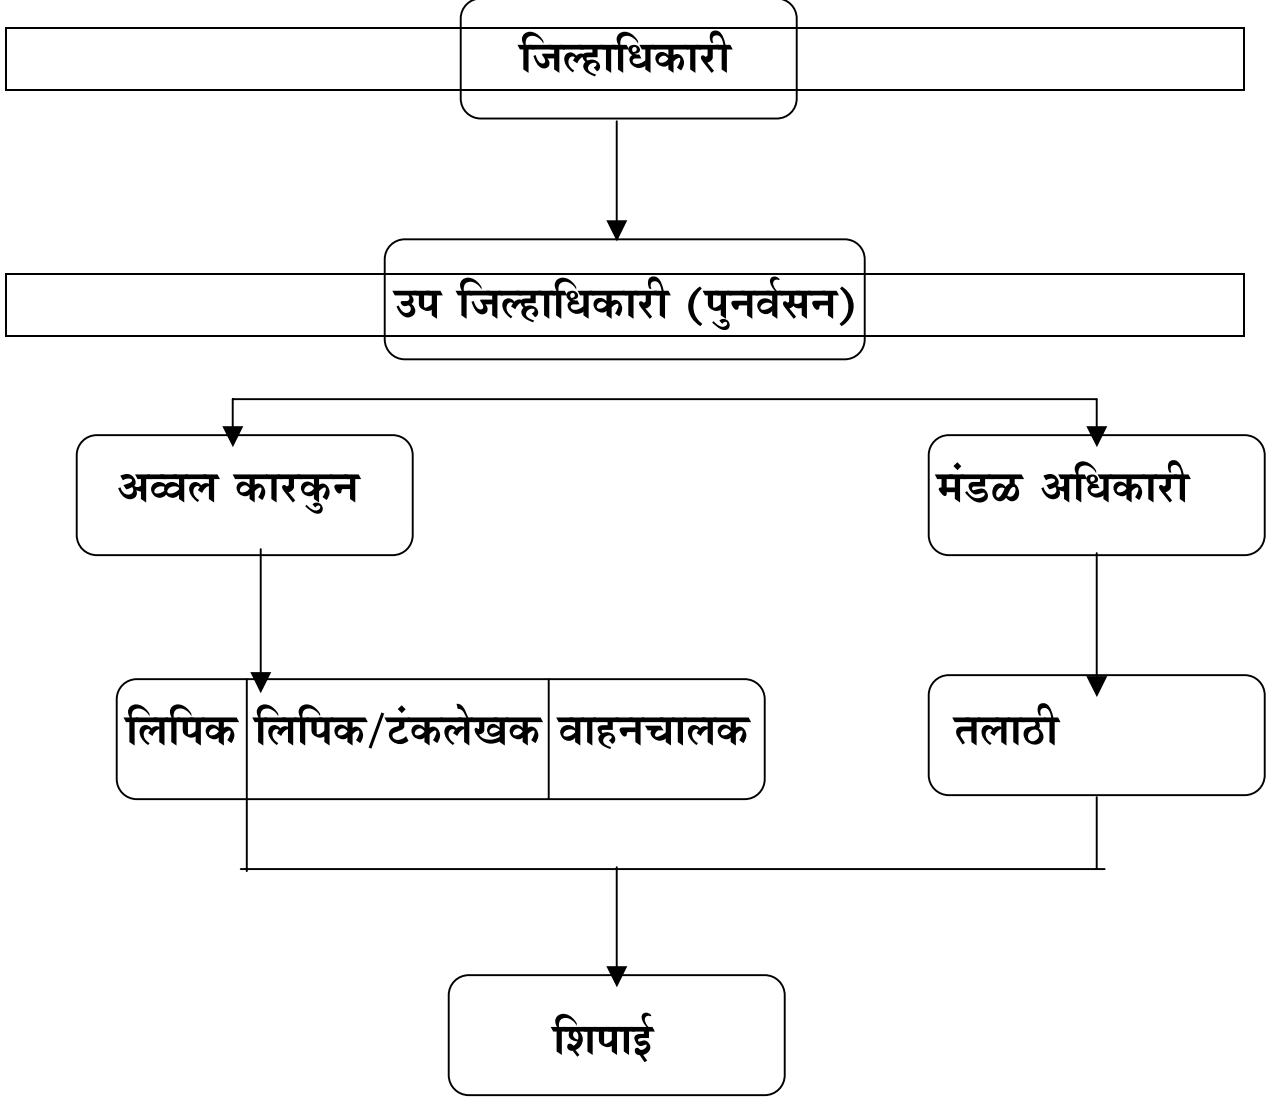 जिल्हाधिकारी
उप जिल्हाधिकारी (पुनर्वसन)
अव्वल कारकुन
मंडळ अधिकारी
लिपिक लिपिक/टंकलेखक वाहनचालक
तलाठी
शिपाई